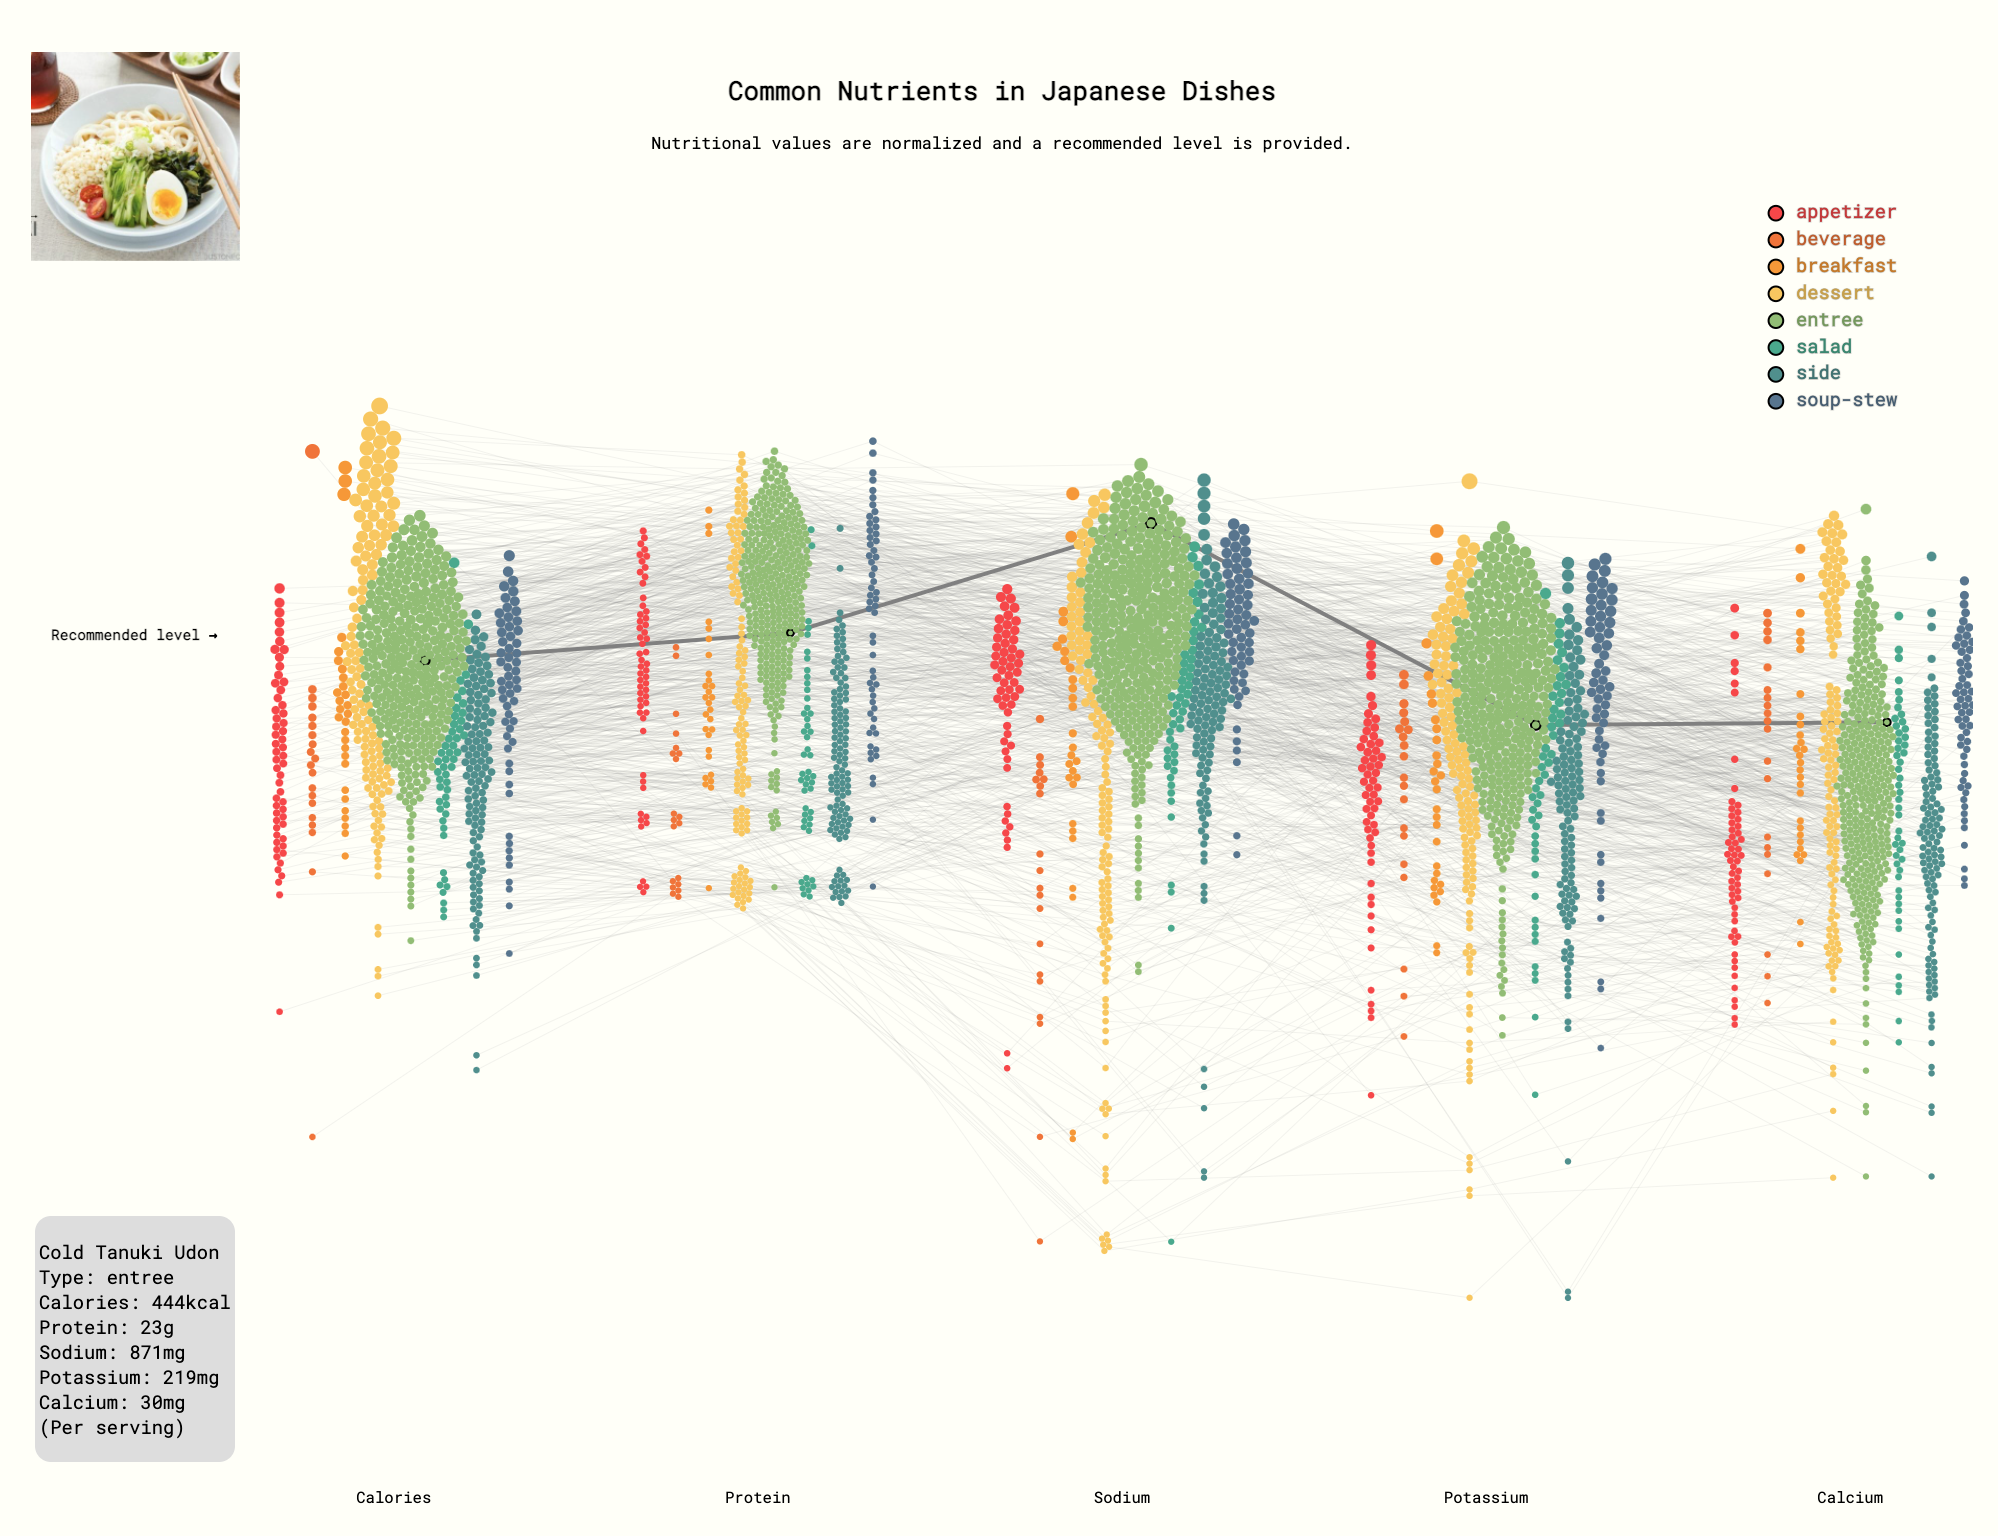 Common Nutrients in Japanese Dishes
Nutritional values are normalized and a recommended level is provided.
appetizer
beverage
breakfast
dessert
entree
salad
side
soup-stew
Recommended level →
Cold Tanuki Udon
Type: entree
Calories: 444kcal
Protein: 23g
Sodium: 871mg
Potassium: 219mg
Calcium: 30mg
(Per serving)
Calories
Protein
Sodium
Potassium
Calcium